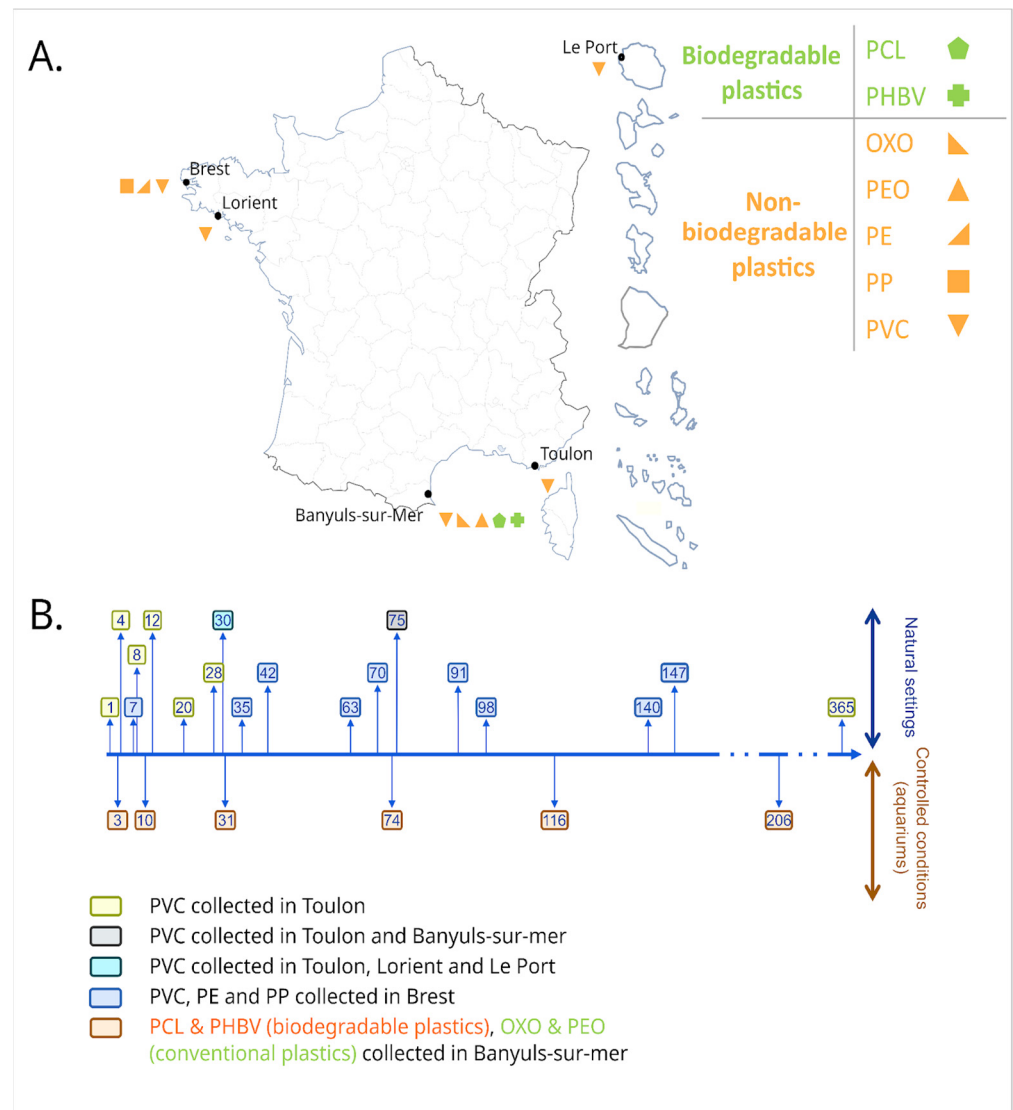 A.
Le Port
Biodegradable
plastics
PCL
PHBV
Non-
biodegradable
plastics
OXO
PEO
PE
PP
PVC
Brest
Lorient
Toulon
Banyuls-sur-Mer
B.
4 12 30 75
8
28 42 70 91 147
1 7 20 35 63 98 140 365
3 10 31 74 116 206
Natural settings
Controlled conditions
(aquariums)
PVC collected in Toulon
PVC collected in Toulon and Banyuls-sur-mer
PVC collected in Toulon, Lorient and Le Port
PVC, PE and PP collected in Brest
PCL & PHBV (biodegradable plastics), OXO & PEO
(conventional plastics) collected in Banyuls-sur-mer